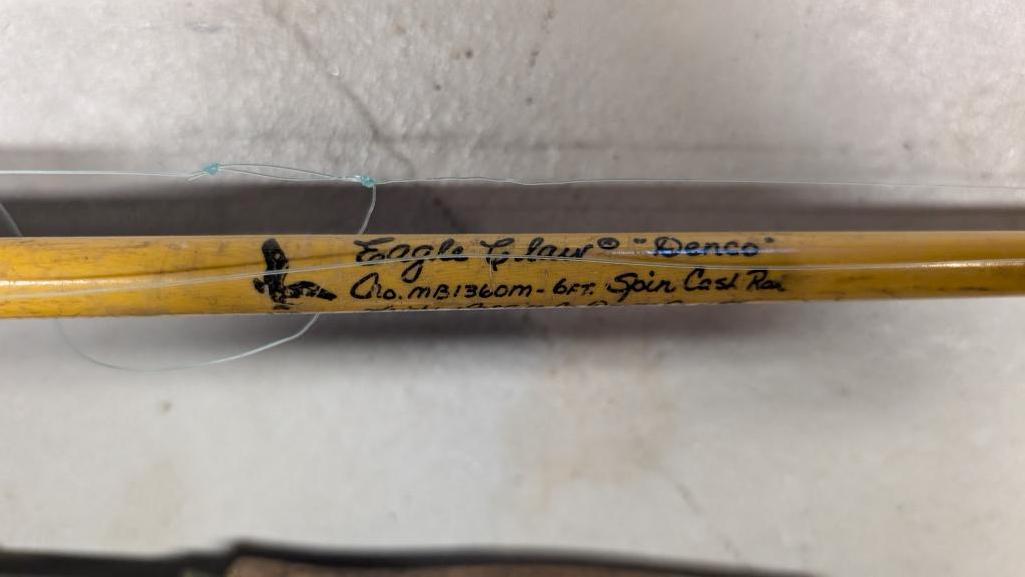 Eagle Claw® "Denco"
No. MB1360M - 6FT. Spin Cast Rod